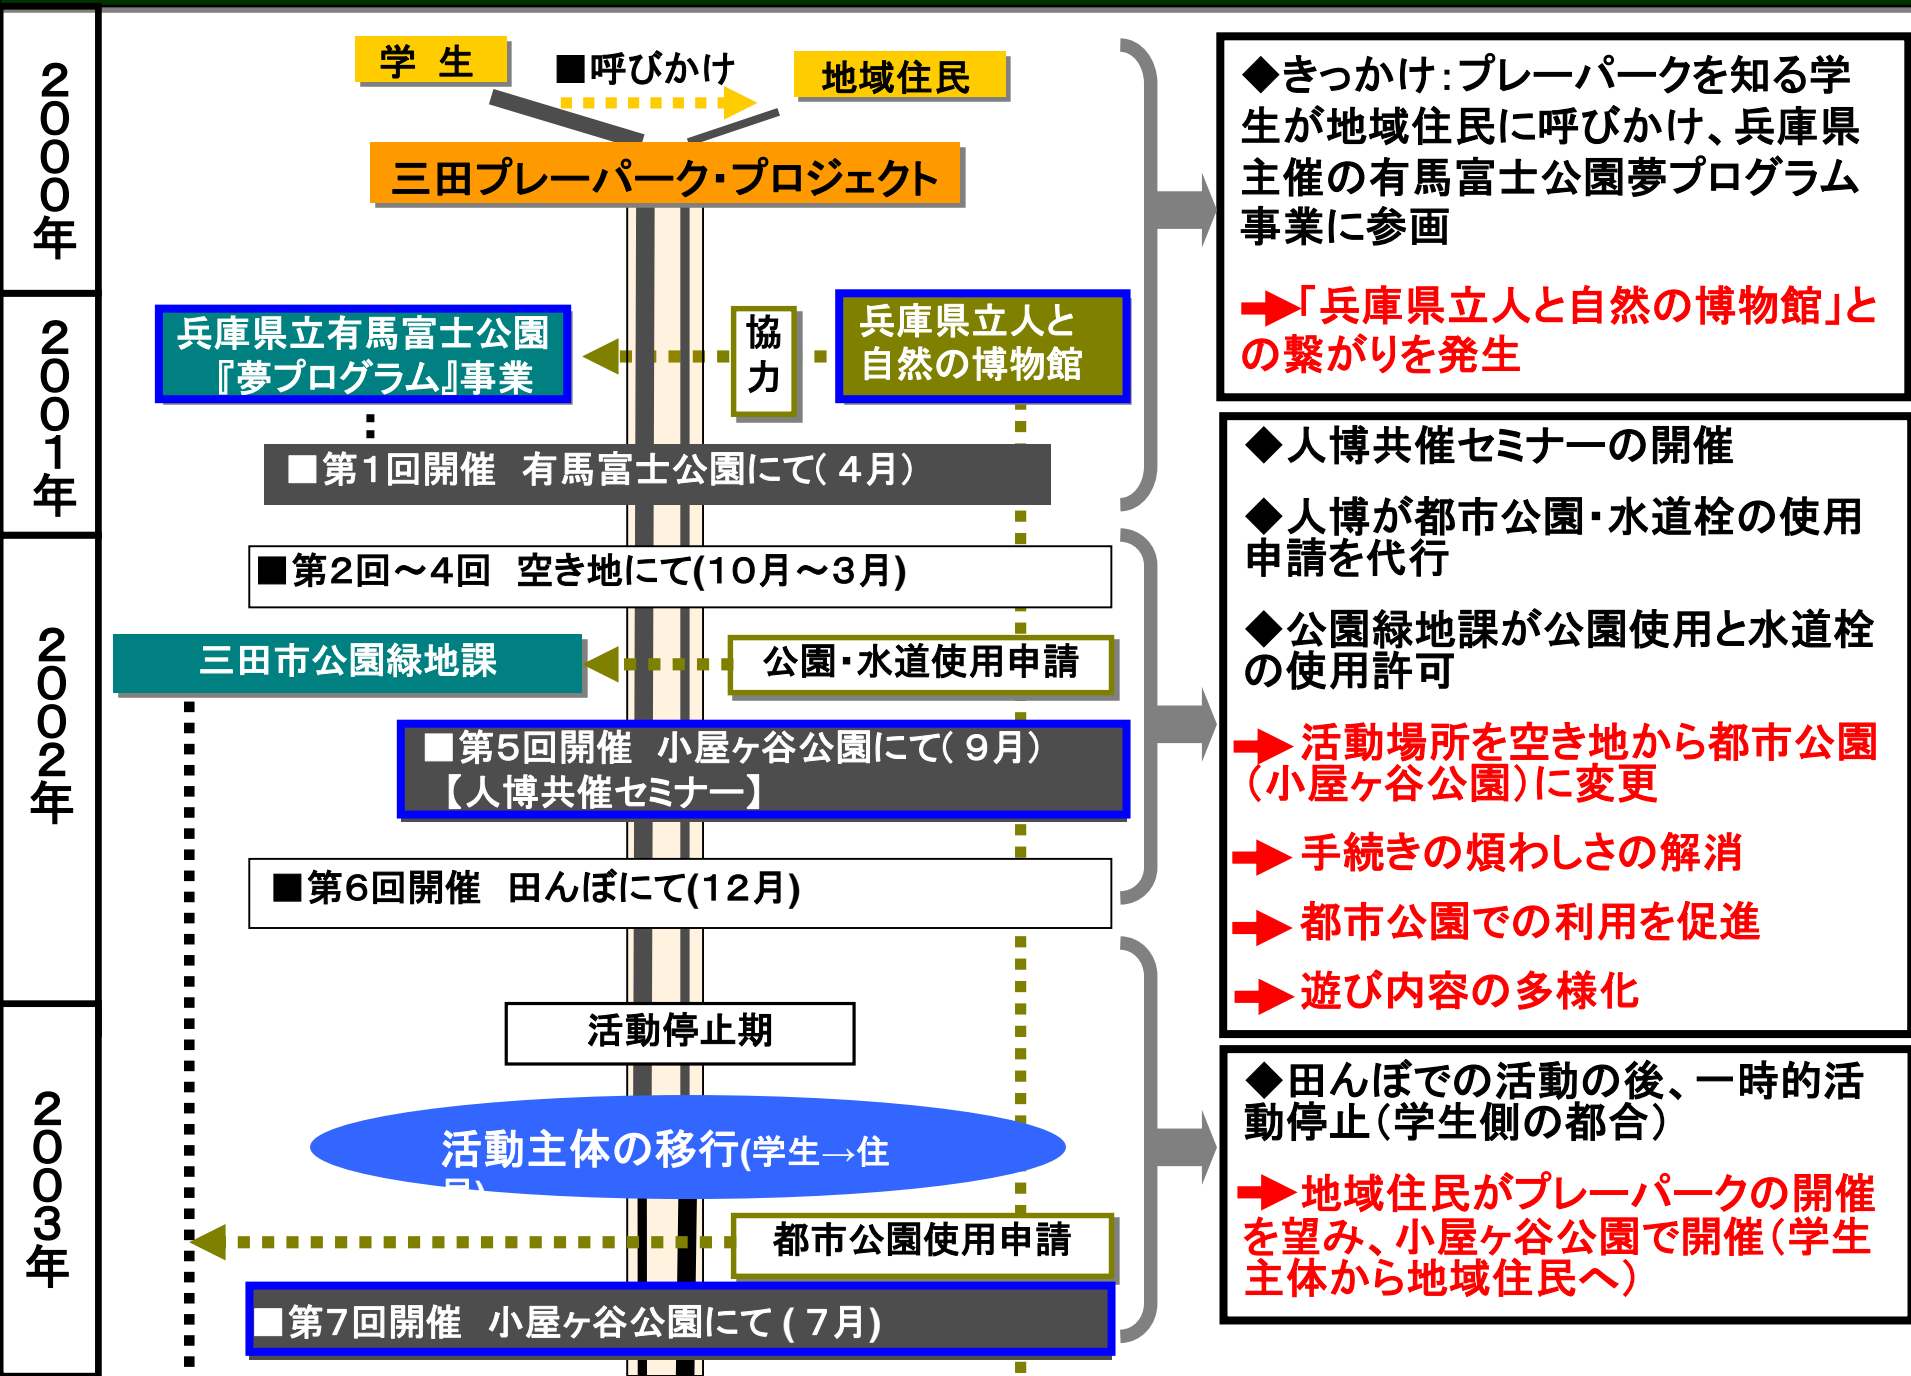 2000年
学 生
■呼びかけ
地域住民
三田プレーパーク・プロジェクト
2001年
兵庫県立有馬富士公園
『夢プログラム』事業
協
力
兵庫県立人と
自然の博物館
■第1回開催 有馬富士公園にて(4月)
2002年
■第2回～4回 空き地にて(10月～3月)
三田市公園緑地課
公園・水道使用申請
■第5回開催 小屋ヶ谷公園にて(9月)
【人博共催セミナー】
■第6回開催 田んぼにて(12月)
2003年
活動停止期
活動主体の移行(学生→住
都市公園使用申請
■第7回開催 小屋ヶ谷公園にて(7月)
◆きっかけ:プレーパークを知る学
生が地域住民に呼びかけ、兵庫県
主催の有馬富士公園夢プログラム
事業に参画
➡「兵庫県立人と自然の博物館」と
の繋がりを発生
◆人博共催セミナーの開催
◆人博が都市公園・水道栓の使用
申請を代行
◆公園緑地課が公園使用と水道栓
の使用許可
➡活動場所を空き地から都市公園
(小屋ヶ谷公園)に変更
➡手続きの煩わしさの解消
➡都市公園での利用を促進
➡遊び内容の多様化
◆田んぼでの活動の後、一時的活
動停止(学生側の都合)
➡地域住民がプレーパークの開催
を望み、小屋ヶ谷公園で開催(学生
主体から地域住民へ)